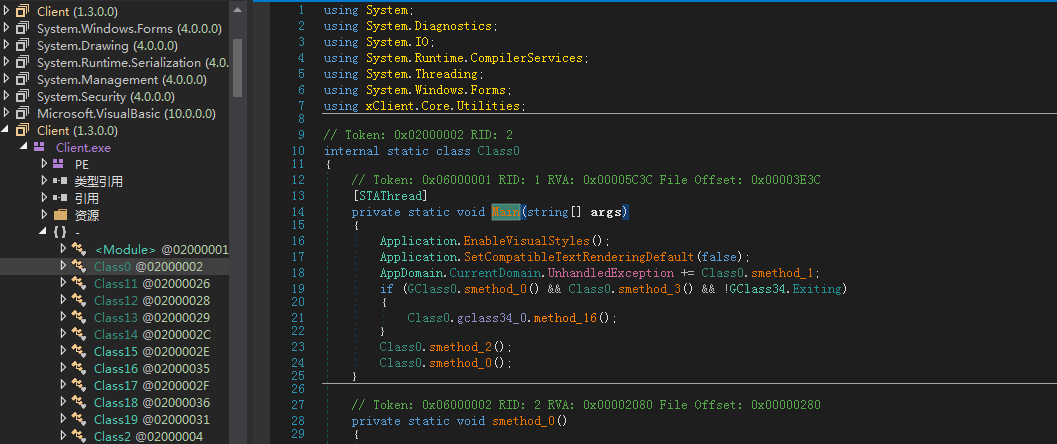 Client (1.3.0.0)
System.Windows.Forms (4.0.0.0)
System.Drawing (4.0.0.0)
System.Runtime.Serialization (4.0.
System.Management (4.0.0.0)
System.Security (4.0.0.0)
Microsoft.VisualBasic (10.0.0.0)
Client (1.3.0.0)
Client.exe
PE
类型引用
引用
资源
{ } -
<Module> @02000001
Class0 @02000002
Class11 @02000026
Class12 @02000028
Class13 @02000029
Class14 @0200002C
Class15 @0200002E
Class16 @02000035
Class17 @0200002F
Class18 @02000036
Class19 @02000031
Class2 @02000004
1 using System;
2 using System.Diagnostics;
3 using System.IO;
4 using System.Runtime.CompilerServices;
5 using System.Threading;
6 using System.Windows.Forms;
7 using xClient.Core.Utilities;
8
9 // Token: 0x02000002 RID: 2
10 internal static class Class0
11 {
12 // Token: 0x06000001 RID: 1 RVA: 0x00005C3C File Offset: 0x00003E3C
13 [STAThread]
14 private static void Main(string[] args)
15 {
16 Application.EnableVisualStyles();
17 Application.SetCompatibleTextRenderingDefault(false);
18 AppDomain.CurrentDomain.UnhandledException += Class0.smethod_1;
19 if (GClass0.smethod_0() && Class0.smethod_3() && !GClass34.Exiting)
20 {
21 Class0.gclass34_0.method_16();
22 }
23 Class0.smethod_2();
24 Class0.smethod_0();
25 }
26
27 // Token: 0x06000002 RID: 2 RVA: 0x00002080 File Offset: 0x00000280
28 private static void smethod_0()
29 {